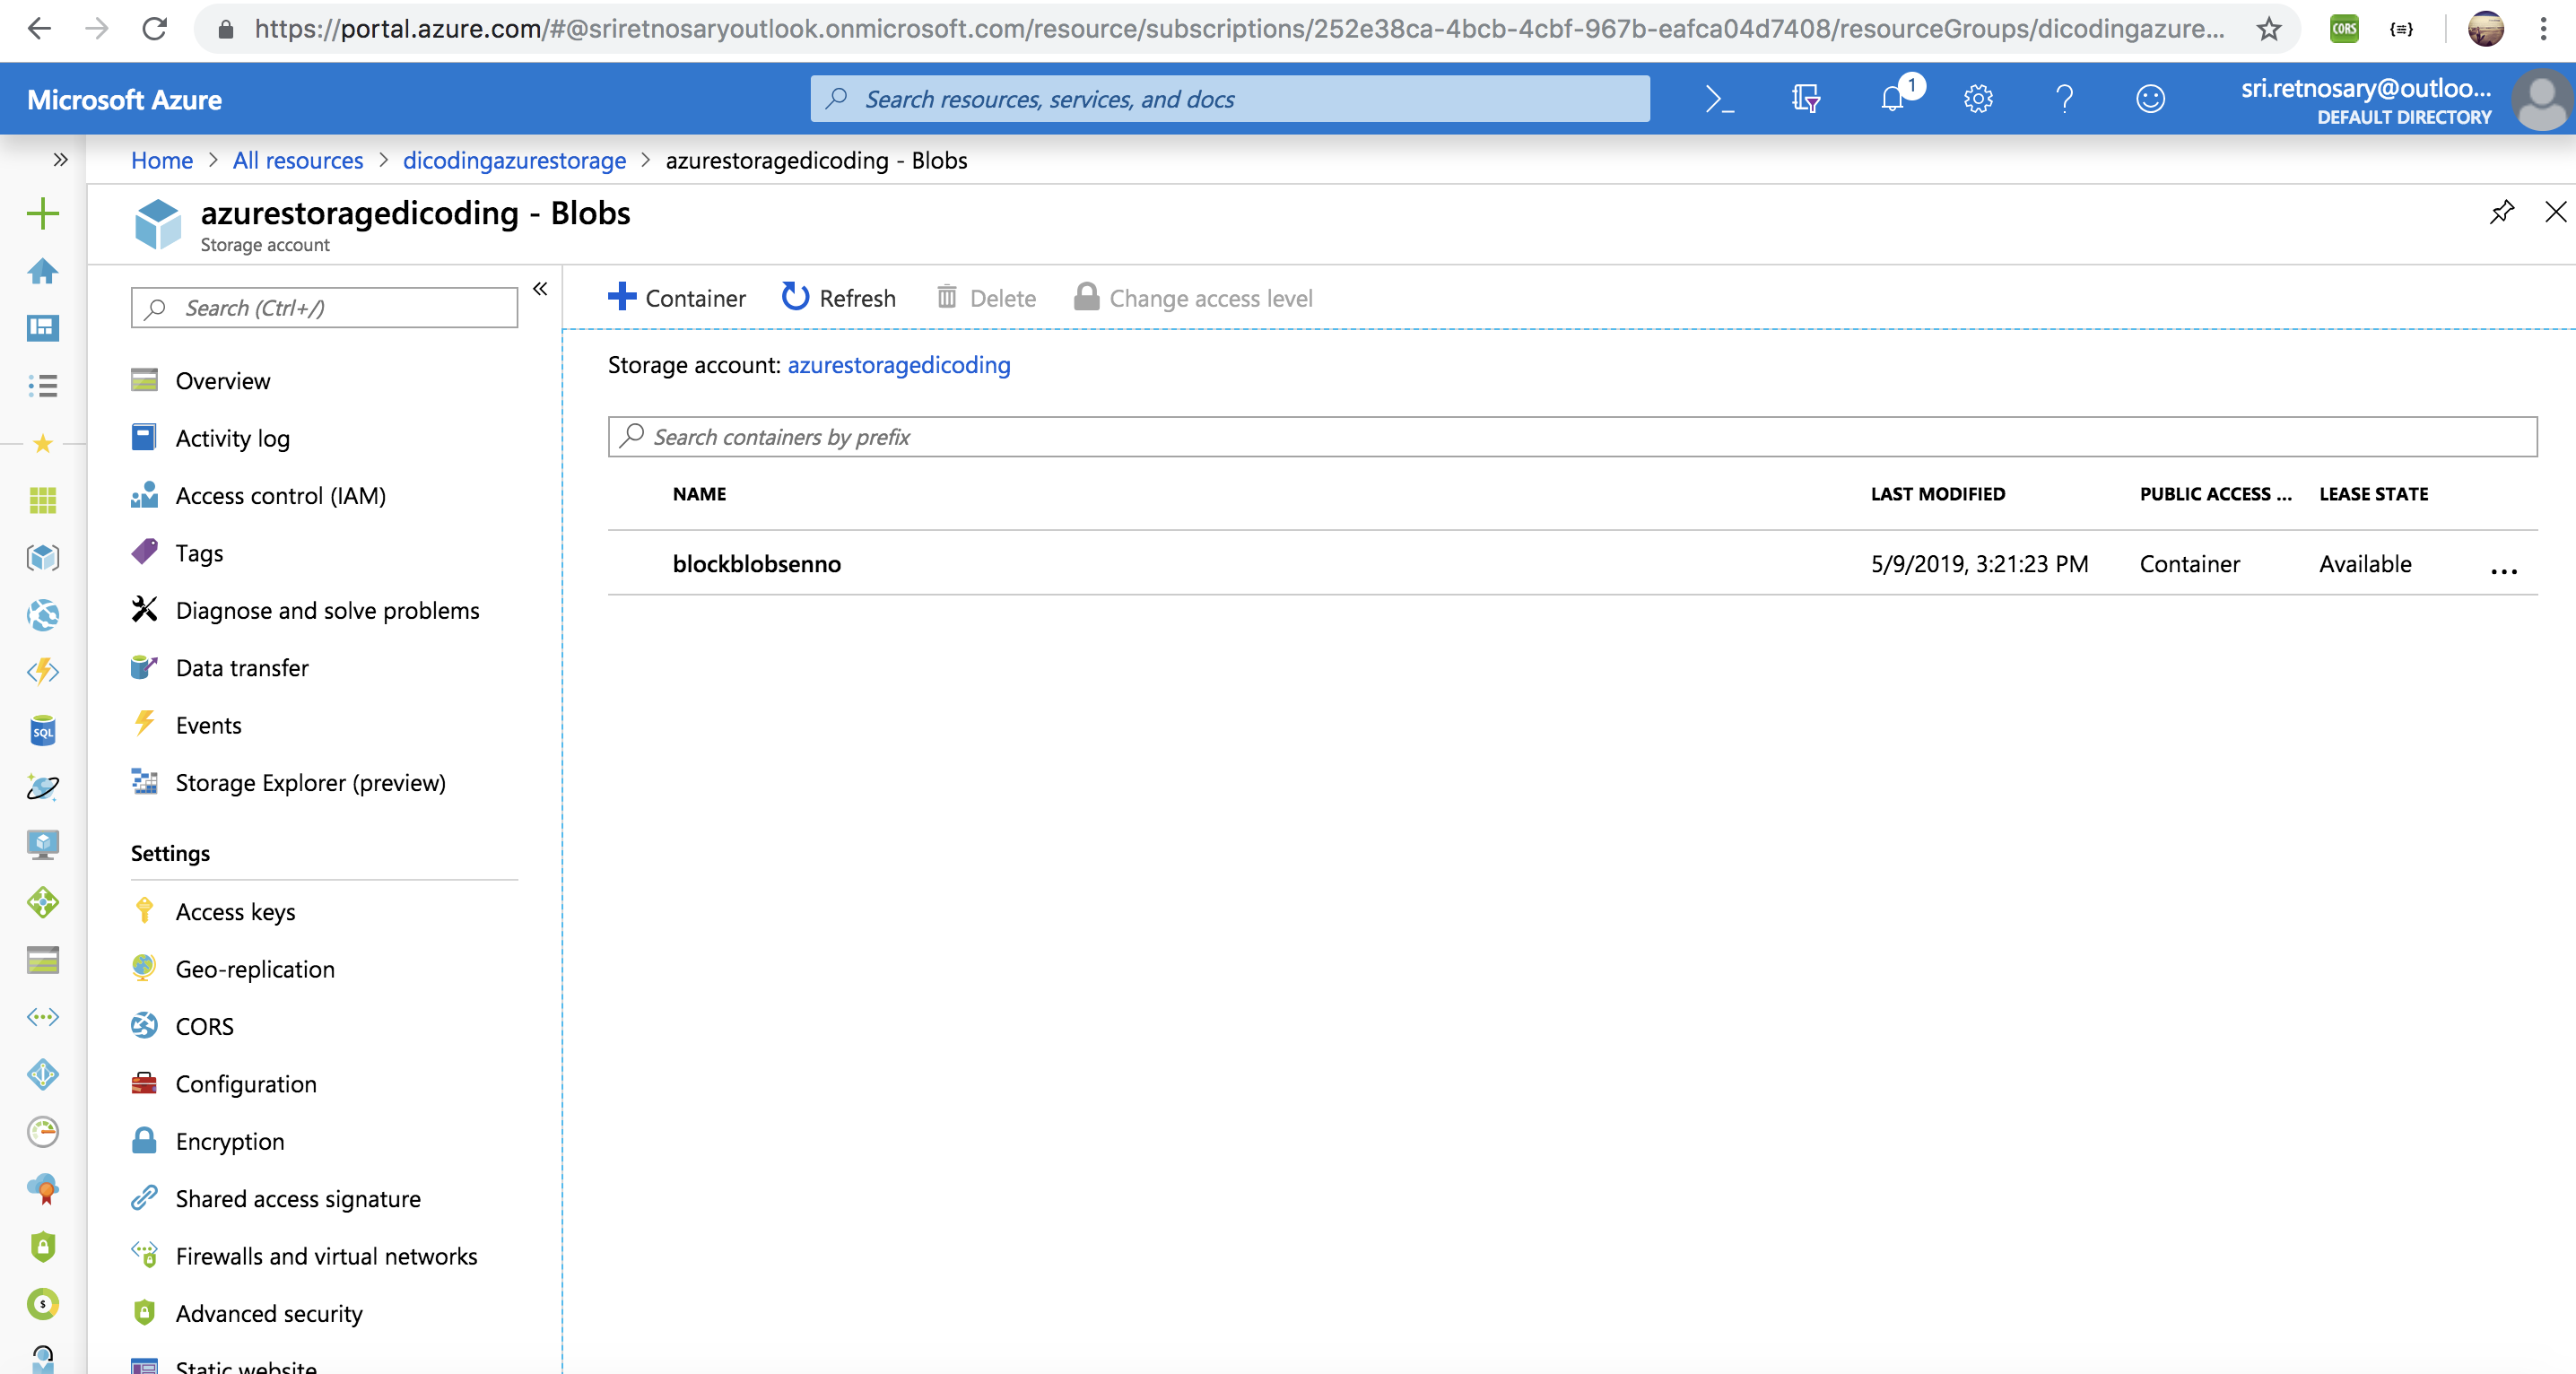 https://portal.azure.com/#@sriretnosaryoutlook.onmicrosoft.com/resource/subscriptions/252e38ca-4bcb-4cbf-967b-eafca04d7408/resourceGroups/dicodingazure...
CORS
Microsoft Azure
Search resources, services, and docs
1
sri.retnosary@outloo...
DEFAULT DIRECTORY
Home > All resources > dicodingazurestorage > azurestoragedicoding - Blobs
azurestoragedicoding - Blobs
Storage account
Search (Ctrl+/)
Overview
Activity log
Access control (IAM)
Tags
Diagnose and solve problems
Data transfer
Events
Storage Explorer (preview)
Settings
Access keys
Geo-replication
CORS
Configuration
Encryption
Shared access signature
Firewalls and virtual networks
Advanced security
Static website
SQL
Container Refresh Delete Change access level
Storage account: azurestoragedicoding
Search containers by prefix
NAME LAST MODIFIED PUBLIC ACCESS ... LEASE STATE
blockblobsenno 5/9/2019, 3:21:23 PM Container Available ...